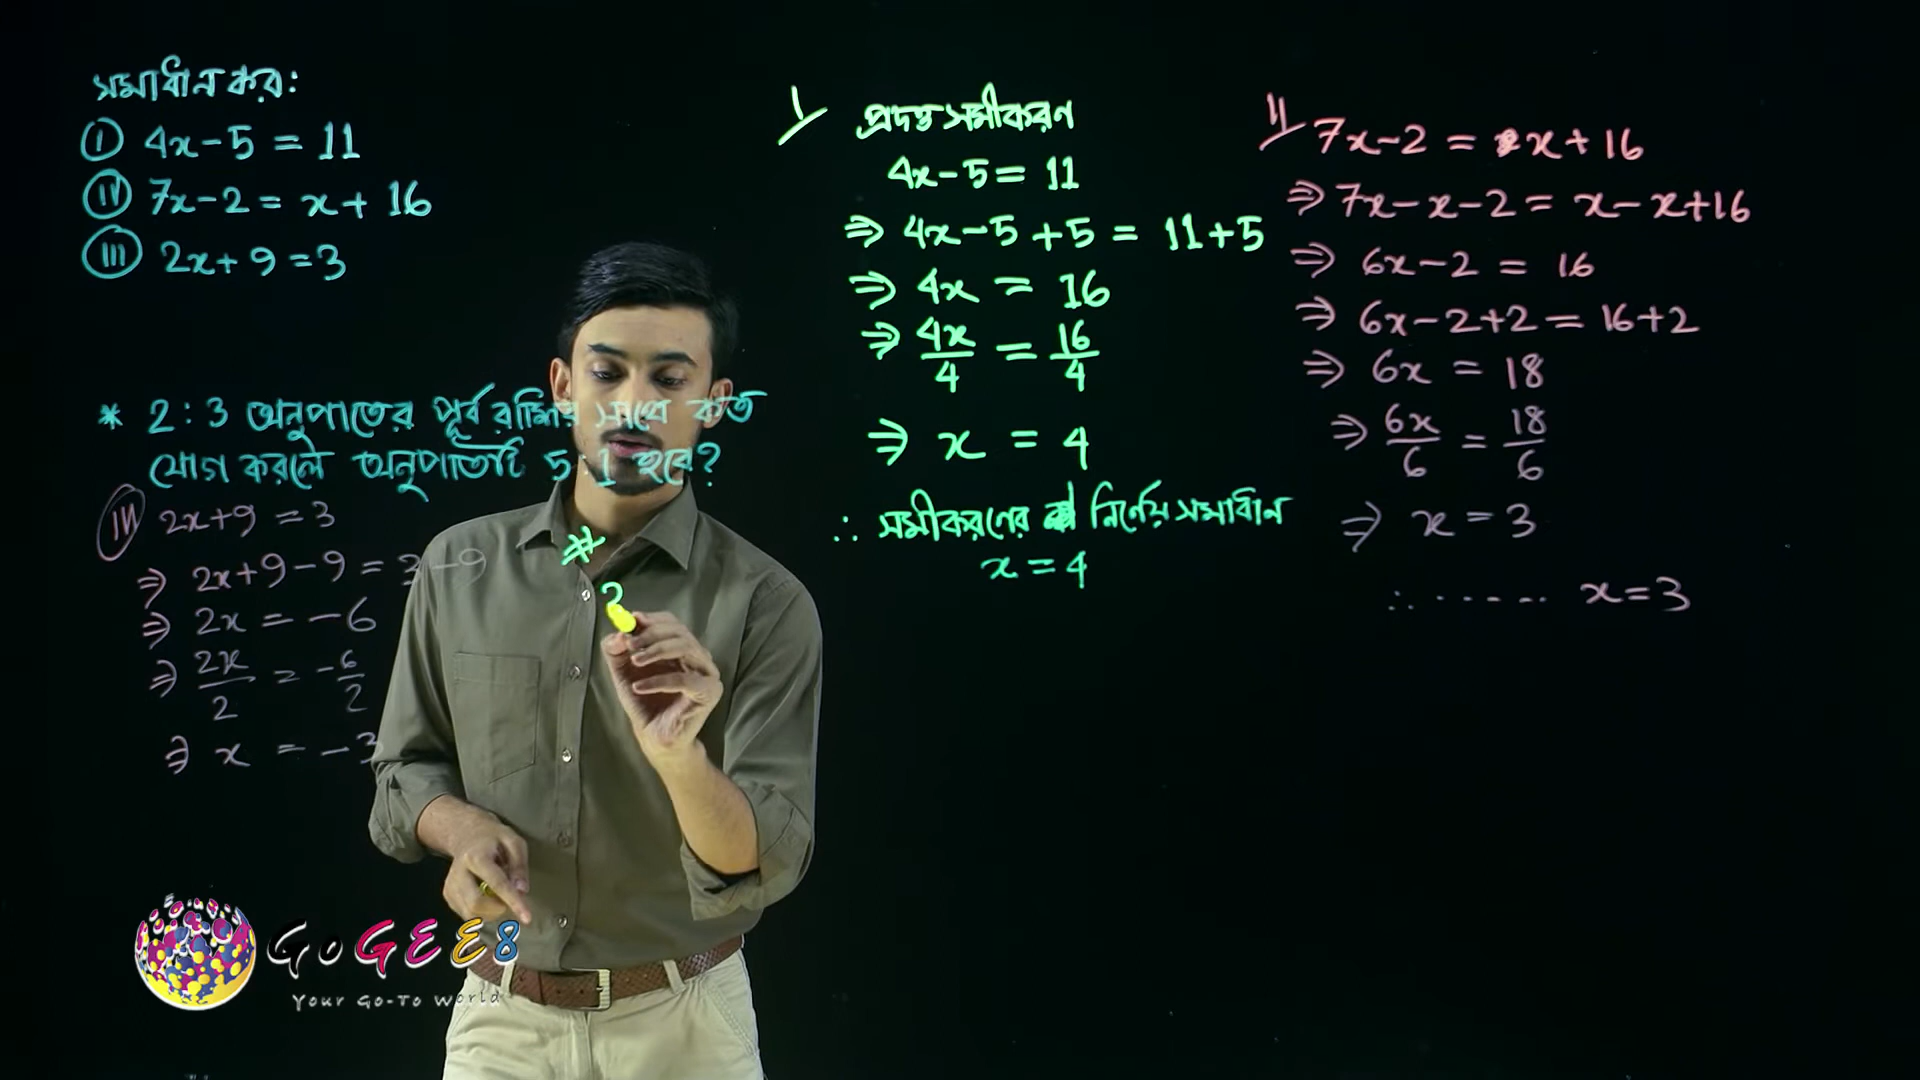 সমাধান কর:
I 4x-5 = 11
II 7x-2 = x+ 16
III 2x+ 9 = 3
* 2 : 3 অনুপাতের পূর্ব রাশির সাথে কত
যোগ করলে অনুপাতটি 5:1 হবে?
III 2x+9 = 3
⇒ 2x+9-9 = 3-9
⇒ 2x = -6
⇒ 2x/2 = -6/2
⇒ x = -3
*
2
I প্রদত্ত সমীকরণ
4x-5 = 11
⇒ 4x-5+5 = 11+5
⇒ 4x = 16
⇒ 4x/4 = 16/4
⇒ x = 4
∴ সমীকরণের নির্ণেয় সমাধান
x = 4
II 7x-2 = x+16
⇒ 7x-x-2 = x-x+16
⇒ 6x-2 = 16
⇒ 6x-2+2 = 16+2
⇒ 6x = 18
⇒ 6x/6 = 18/6
⇒ x = 3
∴ ...... x=3
GoGEE8
Your Go-To World